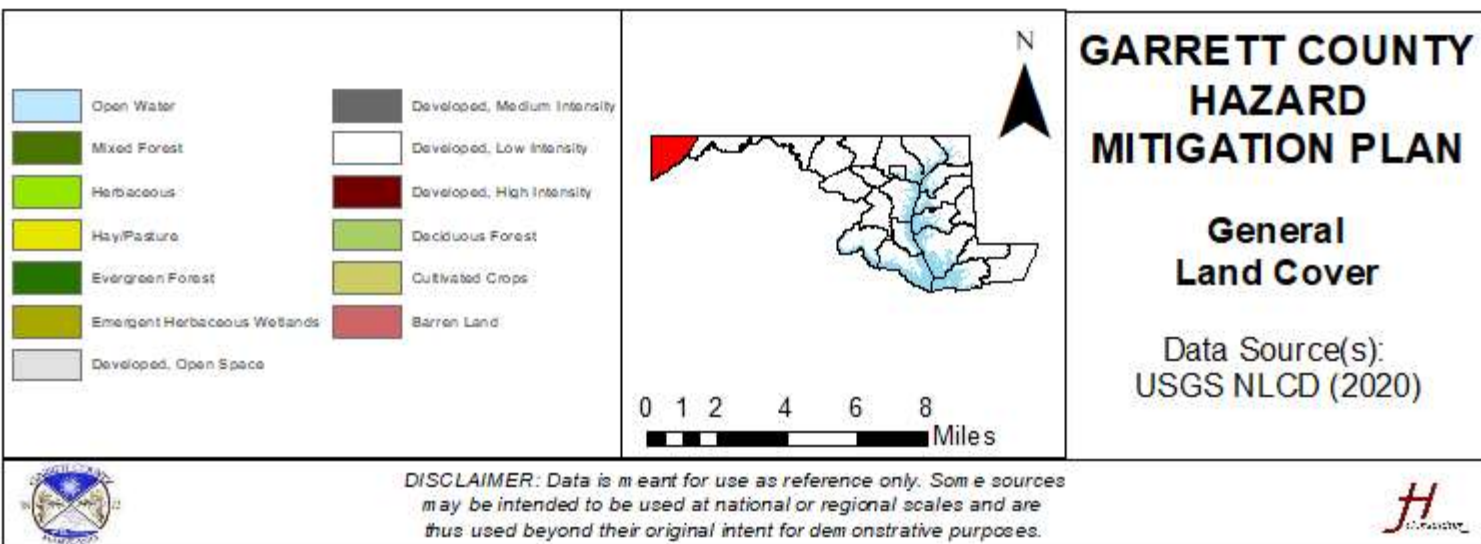 Open Water
Mixed Forest
Herbaceous
Hay/Pasture
Evergreen Forest
Emergent Herbaceous Wetlands
Developed, Open Space
Developed, Medium Intensity
Developed, Low Intensity
Developed, High Intensity
Deciduous Forest
Cultivated Crops
Barren Land
N
0 1 2 4 6 8
Miles
GARRETT COUNTY
HAZARD
MITIGATION PLAN
General
Land Cover
Data Source(s):
USGS NLCD (2020)
GARRETT COUNTY
MARYLAND
DISCLAIMER: Data is meant for use as reference only. Some sources
may be intended to be used at national or regional scales and are
thus used beyond their original intent for demonstrative purposes.